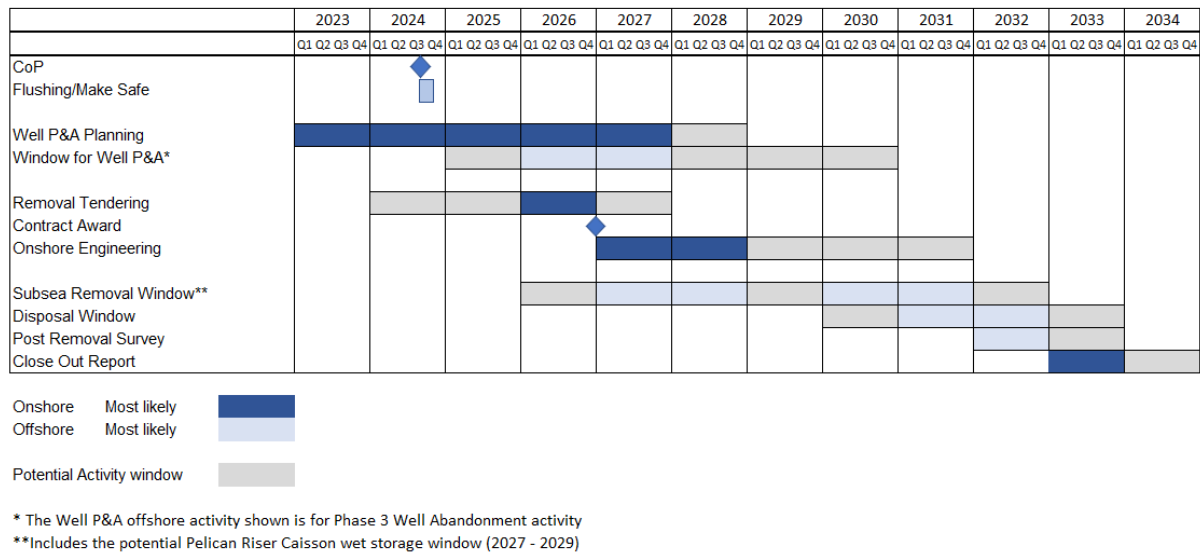 2023 2024 2025 2026 2027 2028 2029 2030 2031 2032 2033 2034
Q1 Q2 Q3 Q4 Q1 Q2 Q3 Q4 Q1 Q2 Q3 Q4 Q1 Q2 Q3 Q4 Q1 Q2 Q3 Q4 Q1 Q2 Q3 Q4 Q1 Q2 Q3 Q4 Q1 Q2 Q3 Q4 Q1 Q2 Q3 Q4 Q1 Q2 Q3 Q4 Q1 Q2 Q3 Q4 Q1 Q2 Q3 Q4
CoP
Flushing/Make Safe
Well P&A Planning
Window for Well P&A*
Removal Tendering
Contract Award
Onshore Engineering
Subsea Removal Window**
Disposal Window
Post Removal Survey
Close Out Report
Onshore Most likely
Offshore Most likely
Potential Activity window
* The Well P&A offshore activity shown is for Phase 3 Well Abandonment activity
**Includes the potential Pelican Riser Caisson wet storage window (2027 - 2029)